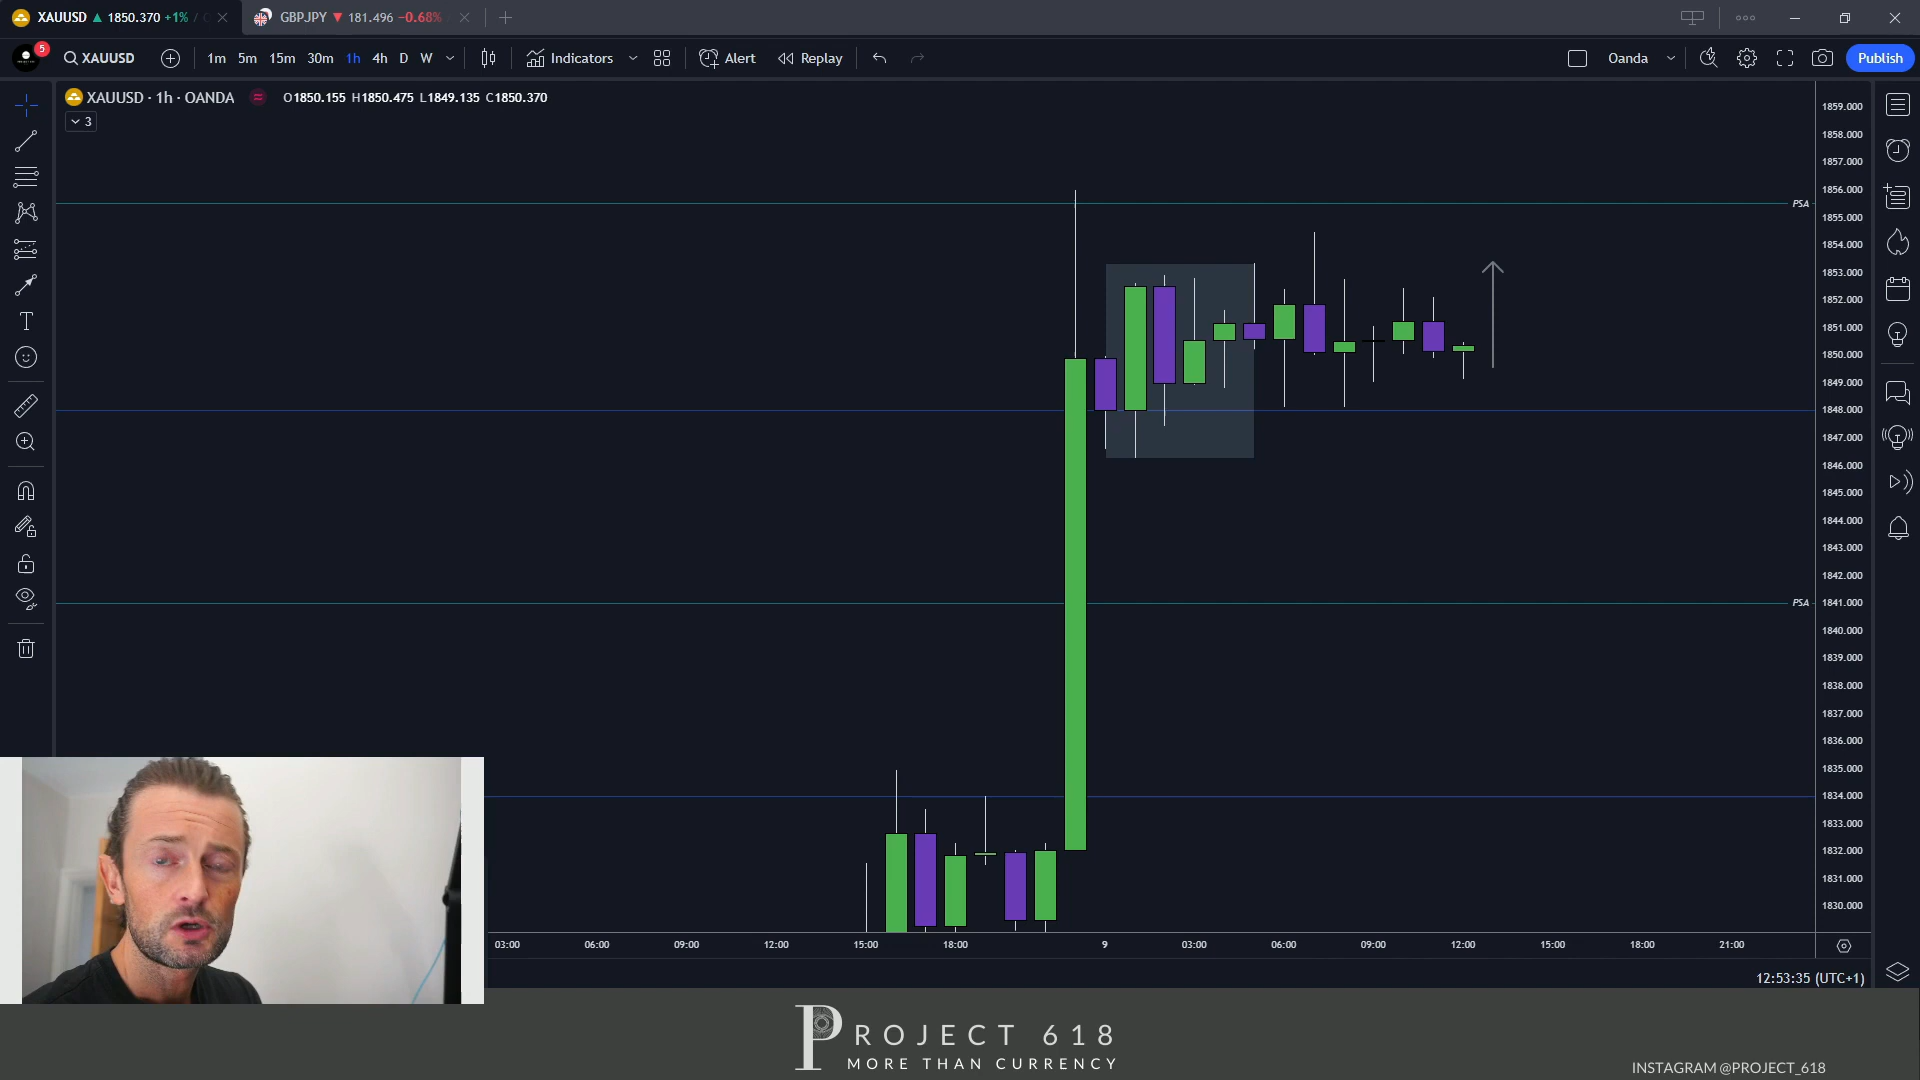 XAUUSD 1850.370 +1% /
GBPJPY 181.496 −0.68%
5
XAUUSD
1m 5m 15m 30m 1h 4h D W
Indicators
Alert
Replay
Oanda
Publish
XAUUSD · 1h · OANDA
O1850.155 H1850.475 L1849.135 C1850.370
3
1859.000
1858.000
1857.000
1856.000
PSA
1855.000
1854.000
1853.000
1852.000
1851.000
1850.000
1849.000
1848.000
1847.000
1846.000
1845.000
1844.000
1843.000
1842.000
PSA
1841.000
1840.000
1839.000
1838.000
1837.000
1836.000
1835.000
1834.000
1833.000
1832.000
1831.000
1830.000
03:00 06:00 09:00 12:00 15:00 18:00 9 03:00 06:00 09:00 12:00 15:00 18:00 21:00
12:53:35 (UTC+1)
PROJECT 618
MORE THAN CURRENCY
INSTAGRAM @PROJECT_618